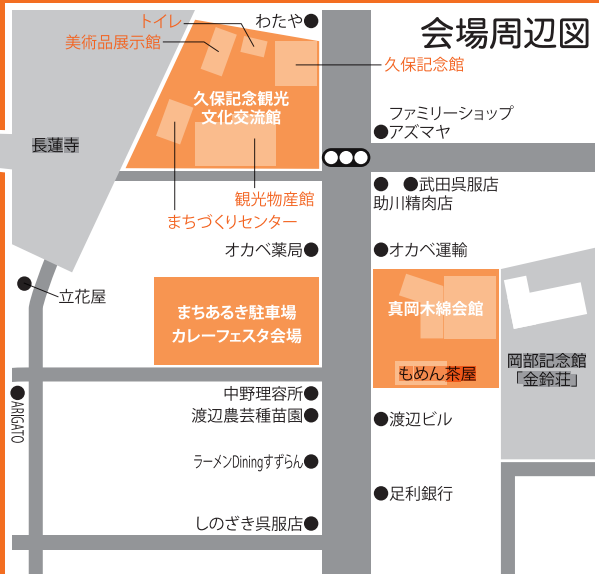 会場周辺図
トイレ
わたや
美術品展示館
久保記念館
久保記念観光
文化交流館
ファミリーショップ
アズマヤ
長蓮寺
武田呉服店
助川精肉店
観光物産館
まちづくりセンター
オカベ薬局
オカベ運輸
立花屋
まちあるき駐車場
カレーフェスタ会場
真岡木綿会館
岡部記念館
「金鈴荘」
もめん茶屋
中野理容所
ARIGATO
渡辺農芸種苗園
渡辺ビル
ラーメンDiningすずらん
足利銀行
しのざき呉服店